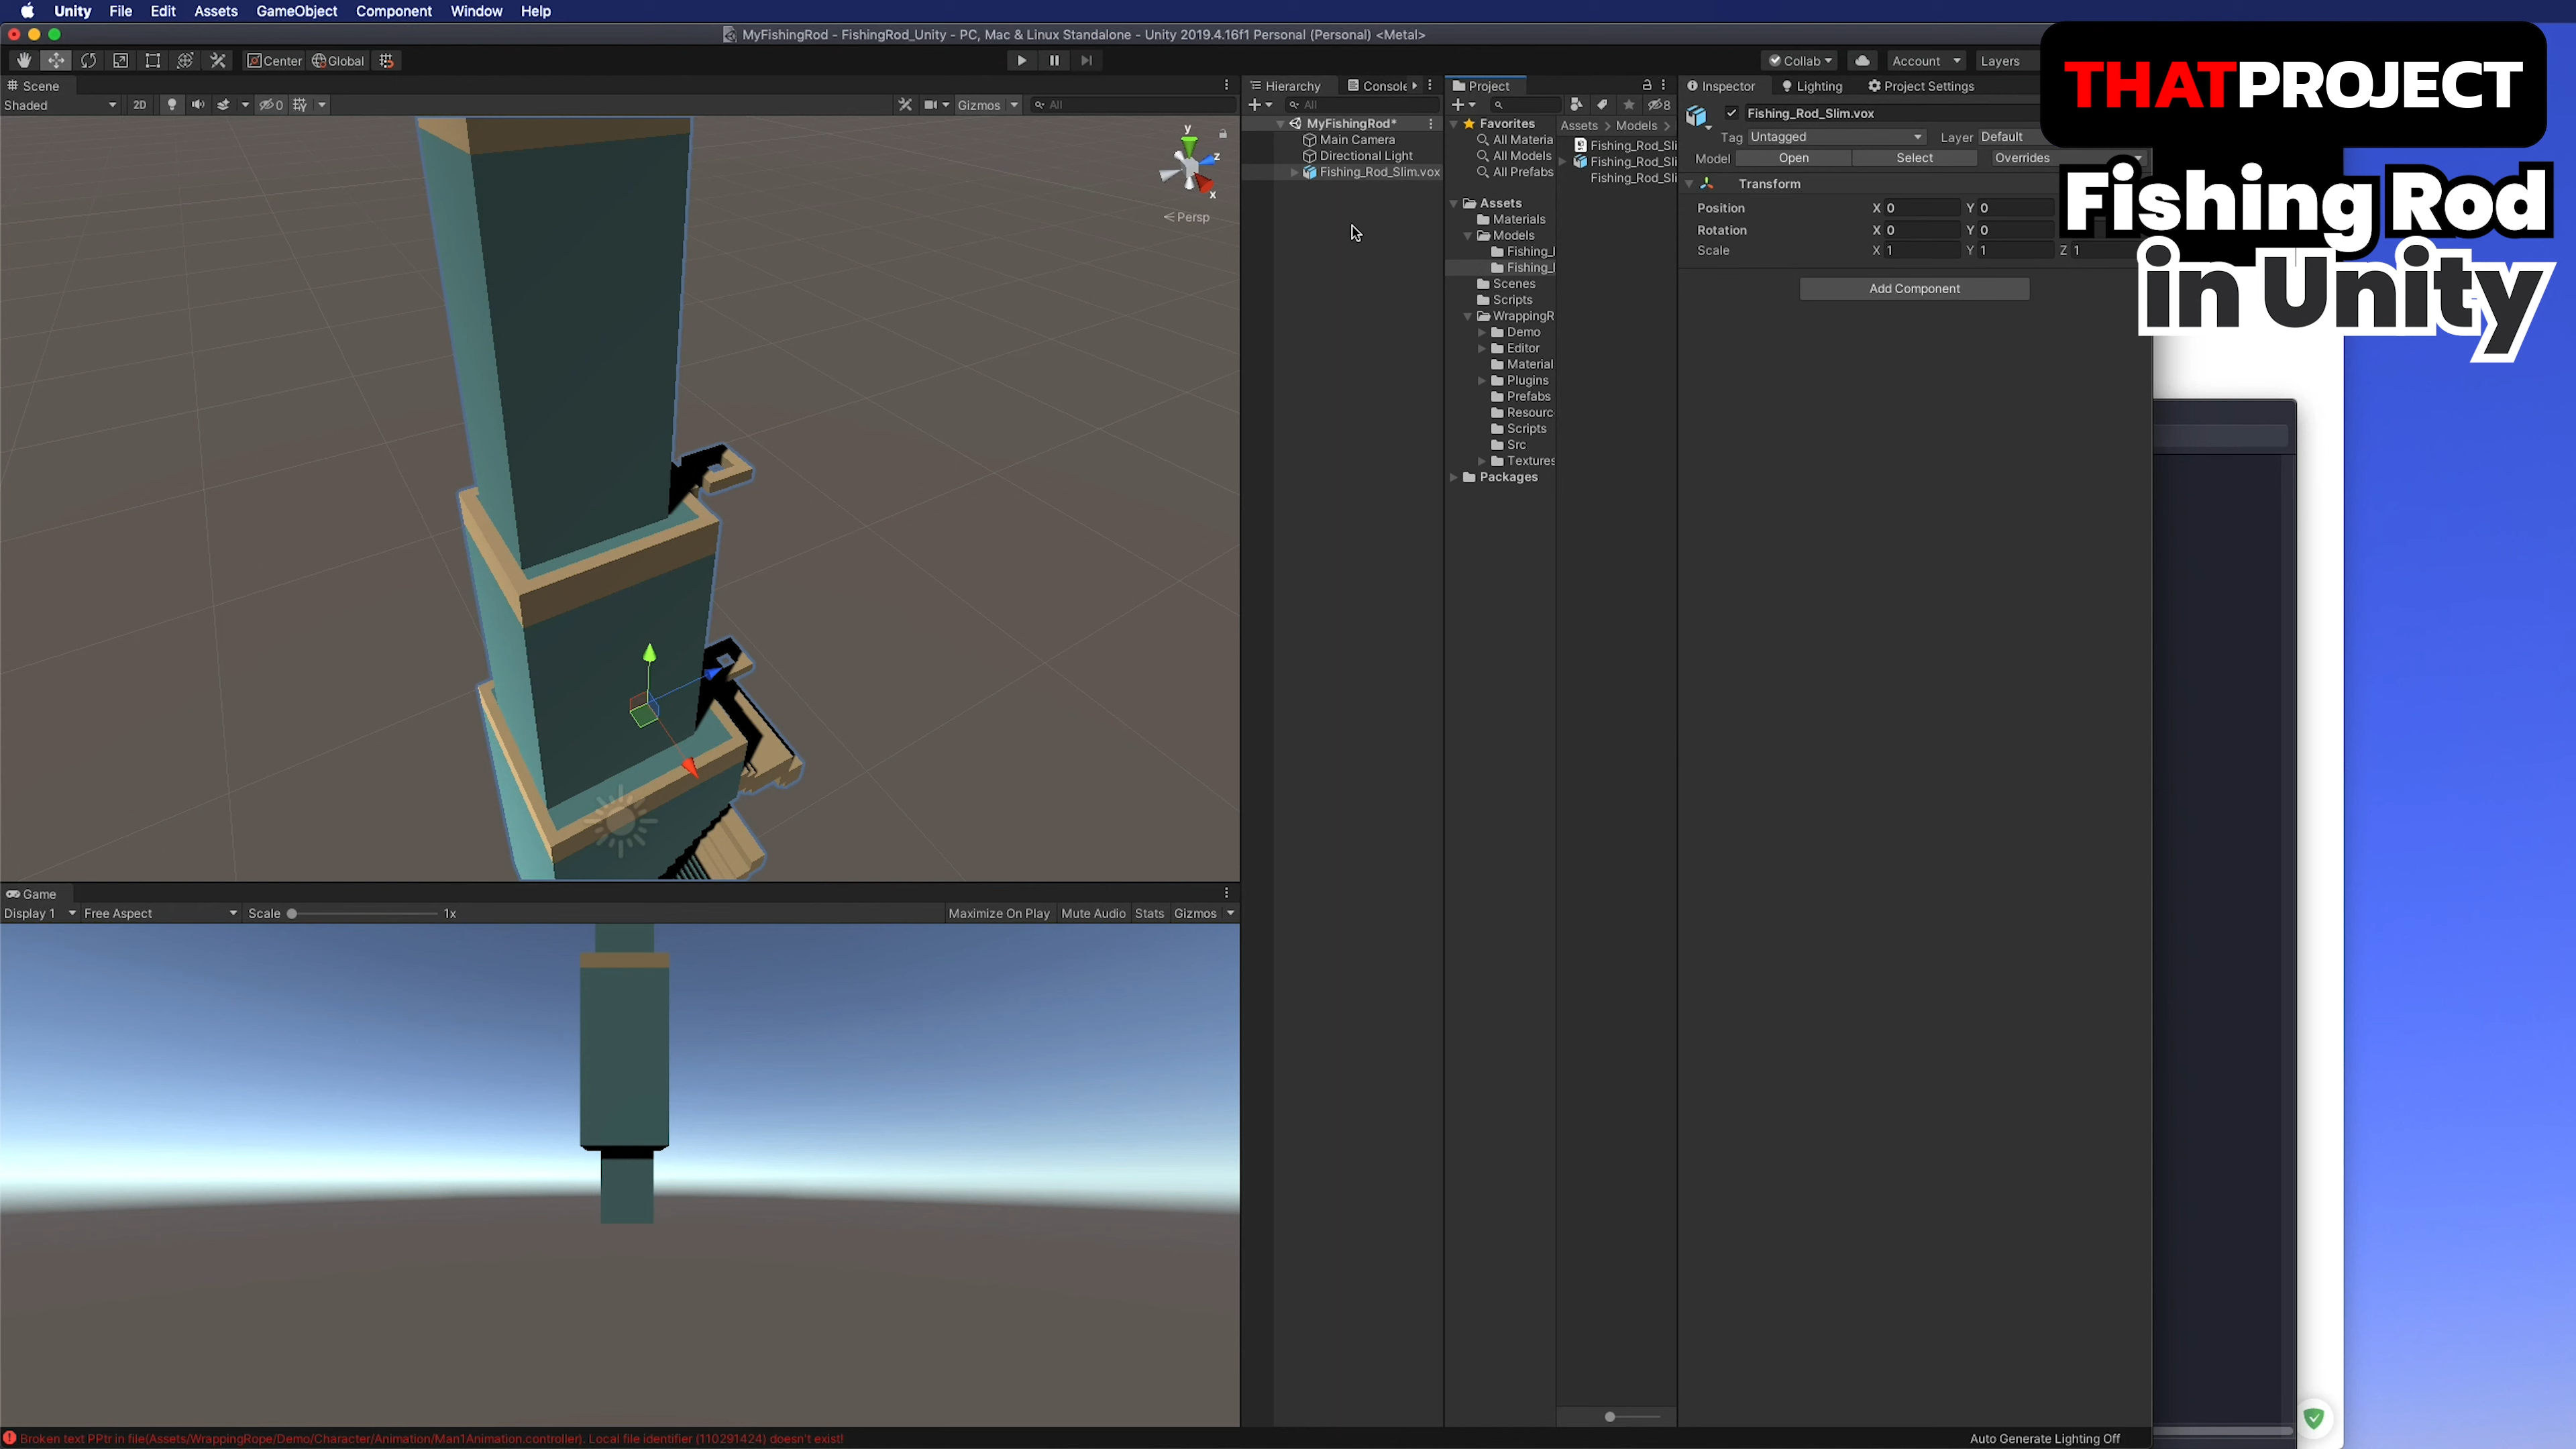 Unity File Edit Assets GameObject Component Window Help
MyFishingRod - FishingRod_Unity - PC, Mac & Linux Standalone - Unity 2019.4.16f1 Personal (Personal) <Metal>
Center Global Collab Account Layers
THATPROJECT
Fishing Rod
in Unity
Scene
Shaded 2D 0 Gizmos All
y
z
x
Persp
Hierarchy Console
All
MyFishingRod*
Main Camera
Directional Light
Fishing_Rod_Slim.vox
Project
8
Favorites
All Materia
All Models
All Prefabs
Assets
Materials
Models
Fishing_
Fishing_
Scenes
Scripts
WrappingR
Demo
Editor
Material
Plugins
Prefabs
Resourc
Scripts
Src
Textures
Packages
Assets > Models >
Fishing_Rod_Sli
Fishing_Rod_Sli
Fishing_Rod_Sli
Inspector Lighting Project Settings
Fishing_Rod_Slim.vox
Tag Untagged Layer Default
Model Open Select Overrides
Transform
Position X 0 Y 0
Rotation X 0 Y 0
Scale X 1 Y 1 Z 1
Add Component
Game
Display 1 Free Aspect Scale 1x Maximize On Play Mute Audio Stats Gizmos
Broken text PPtr in file(Assets/WrappingRope/Demo/Character/Animation/Man1Animation.controller). Local file identifier (110291424) doesn't exist!
Auto Generate Lighting Off